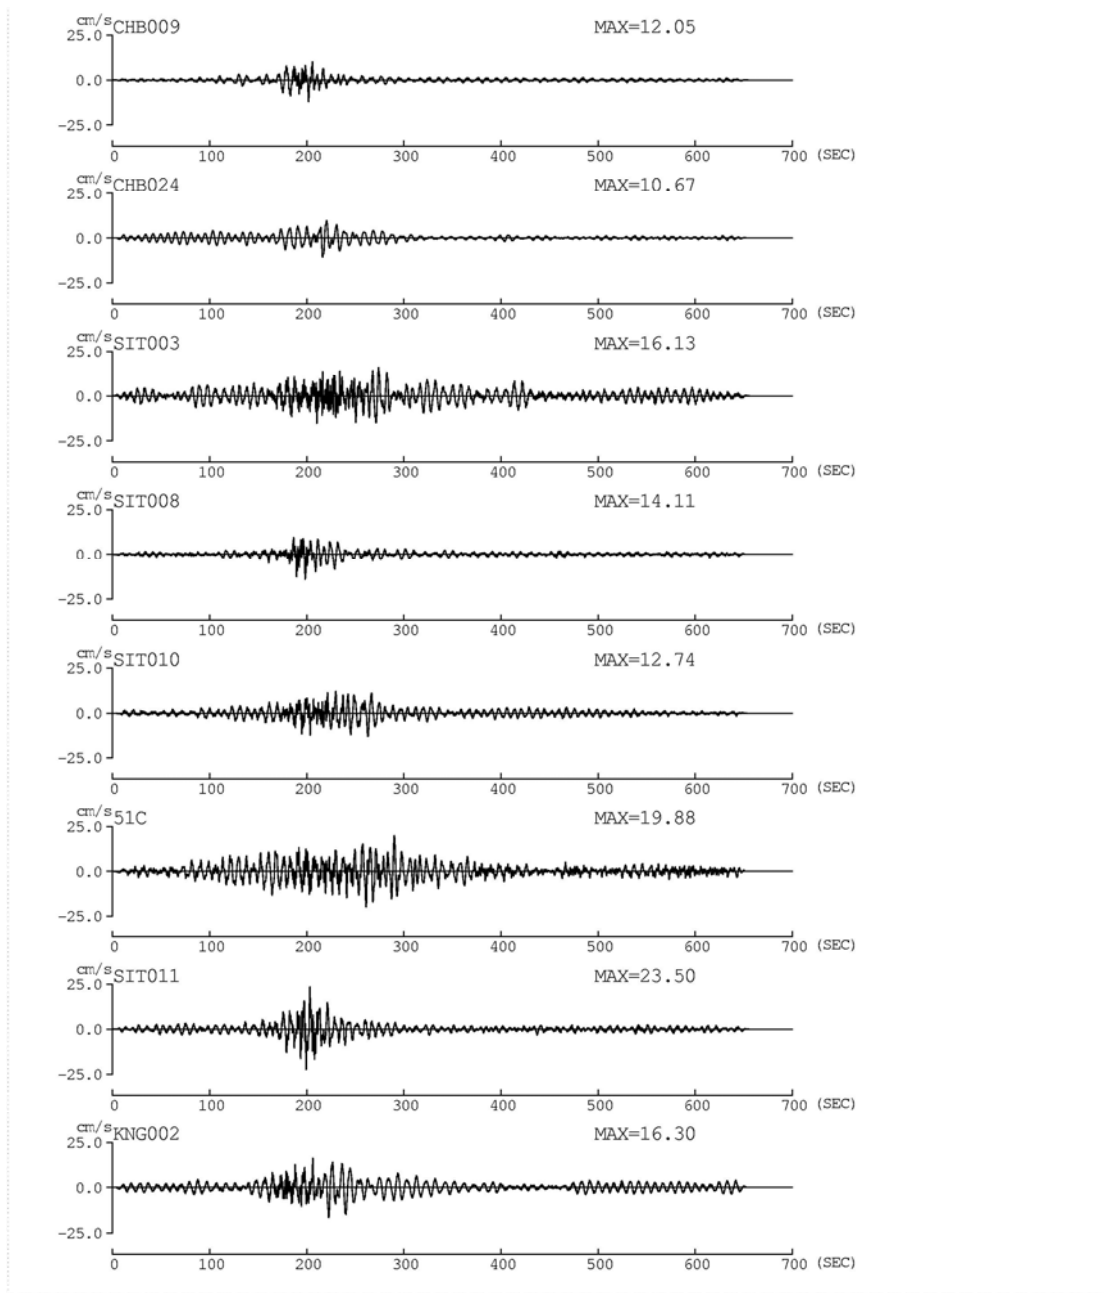 cm/s CHB009 MAX=12.05
25.0
0.0
-25.0
0 100 200 300 400 500 600 700 (SEC)
cm/s CHB024 MAX=10.67
25.0
0.0
-25.0
0 100 200 300 400 500 600 700 (SEC)
cm/s SIT003 MAX=16.13
25.0
0.0
-25.0
0 100 200 300 400 500 600 700 (SEC)
cm/s SIT008 MAX=14.11
25.0
0.0
-25.0
0 100 200 300 400 500 600 700 (SEC)
cm/s SIT010 MAX=12.74
25.0
0.0
-25.0
0 100 200 300 400 500 600 700 (SEC)
cm/s 51C MAX=19.88
25.0
0.0
-25.0
0 100 200 300 400 500 600 700 (SEC)
cm/s SIT011 MAX=23.50
25.0
0.0
-25.0
0 100 200 300 400 500 600 700 (SEC)
cm/s KNG002 MAX=16.30
25.0
0.0
-25.0
0 100 200 300 400 500 600 700 (SEC)